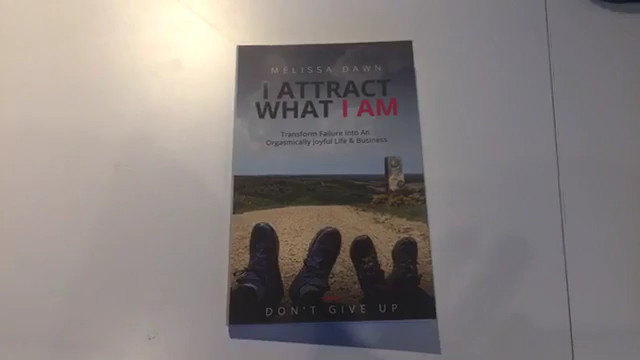 MELISSA DAWN
I ATTRACT
WHAT I AM
Transform Failure Into An
Orgasmically Joyful Life & Business
DON'T GIVE UP